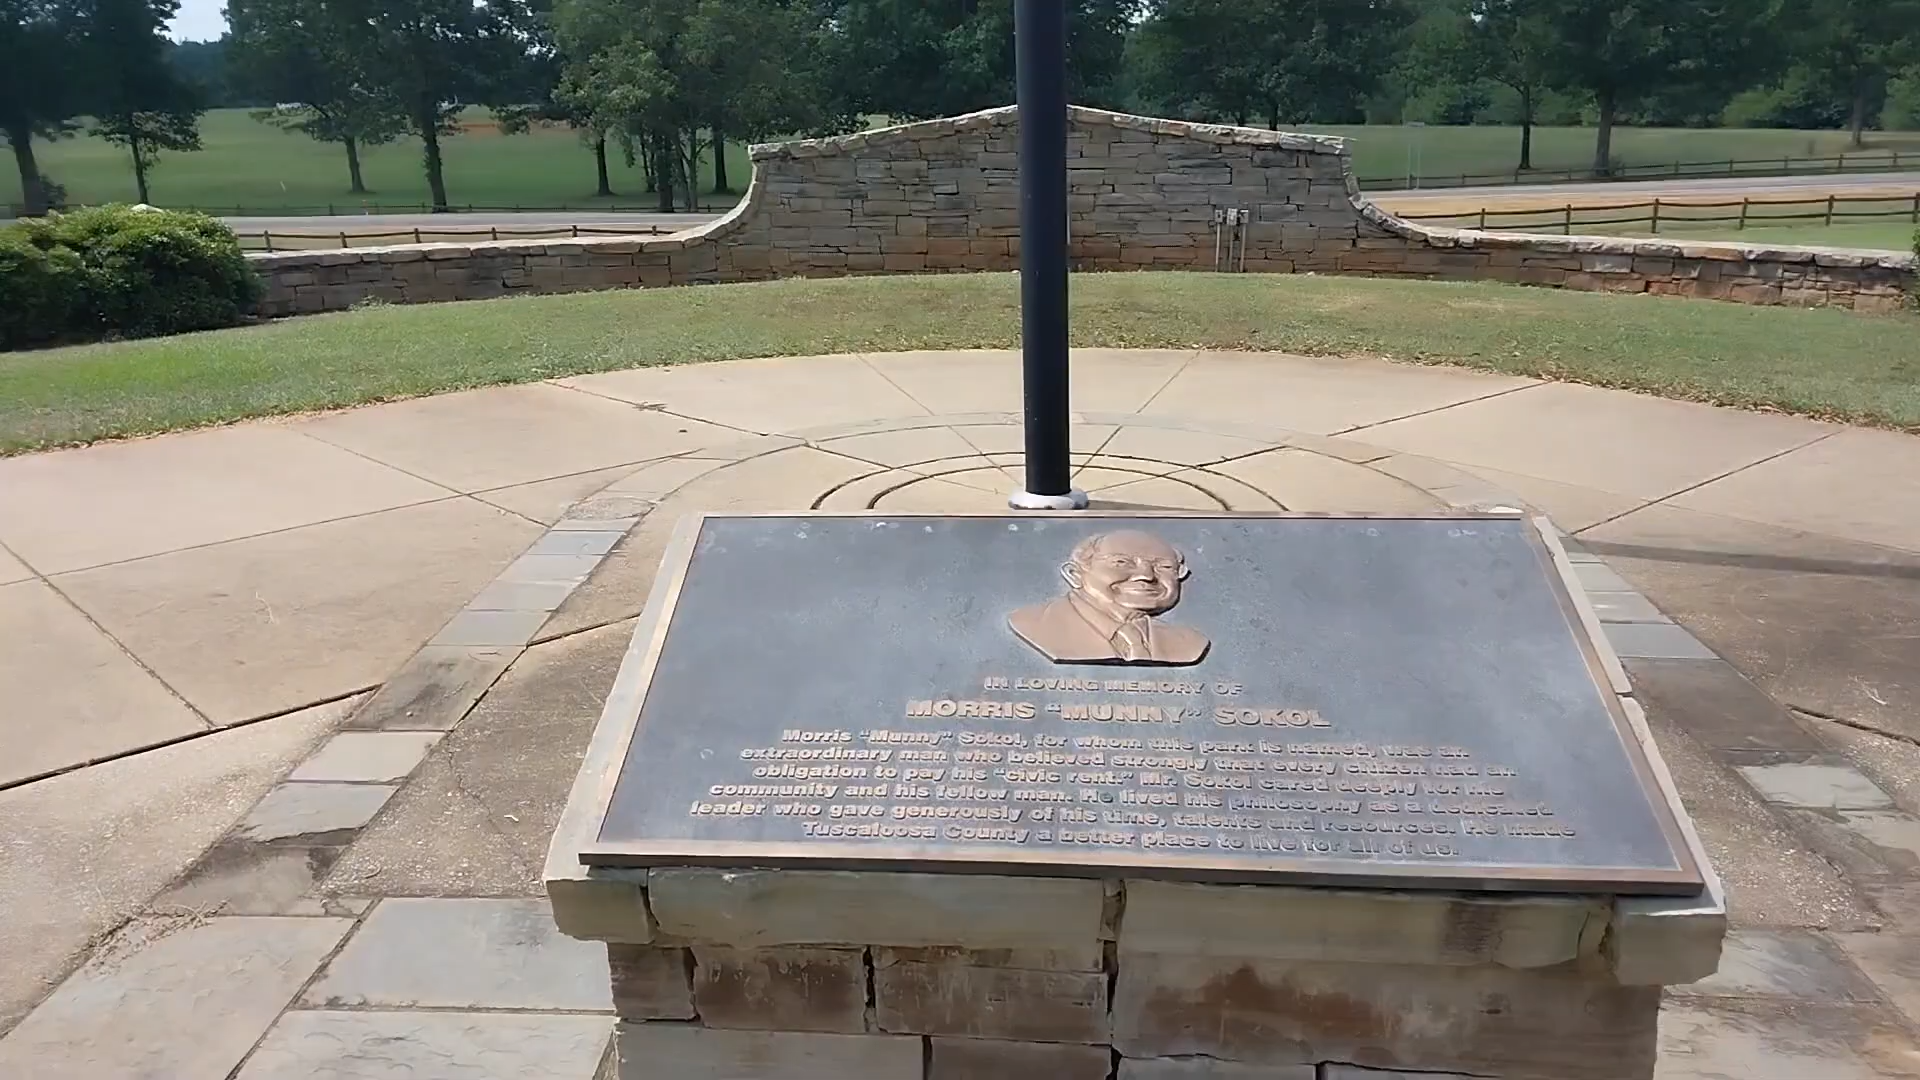 IN LOVING MEMORY OF
MORRIS "MUNNY" SOKOL
Morris "Munny" Sokol, for whom this park is named, was an
extraordinary man who believed strongly that every citizen had an
obligation to pay his "civic rent." Mr. Sokol cared deeply for his
community and his fellow man. He lived his philosophy as a dedicated
leader who gave generously of his time, talents and resources. He made
Tuscaloosa County a better place to live for all of us.